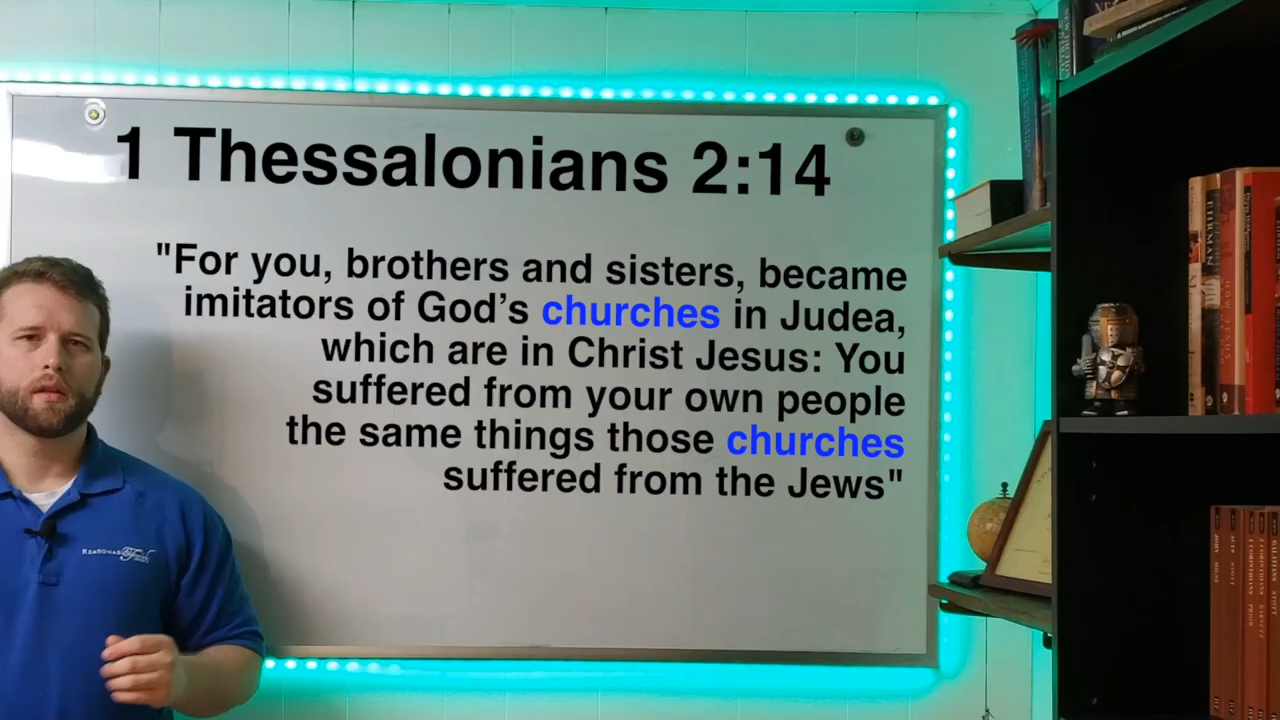 1 Thessalonians 2:14
"For you, brothers and sisters, became
imitators of God’s churches in Judea,
which are in Christ Jesus: You
suffered from your own people
the same things those churches
suffered from the Jews"
EHRMAN